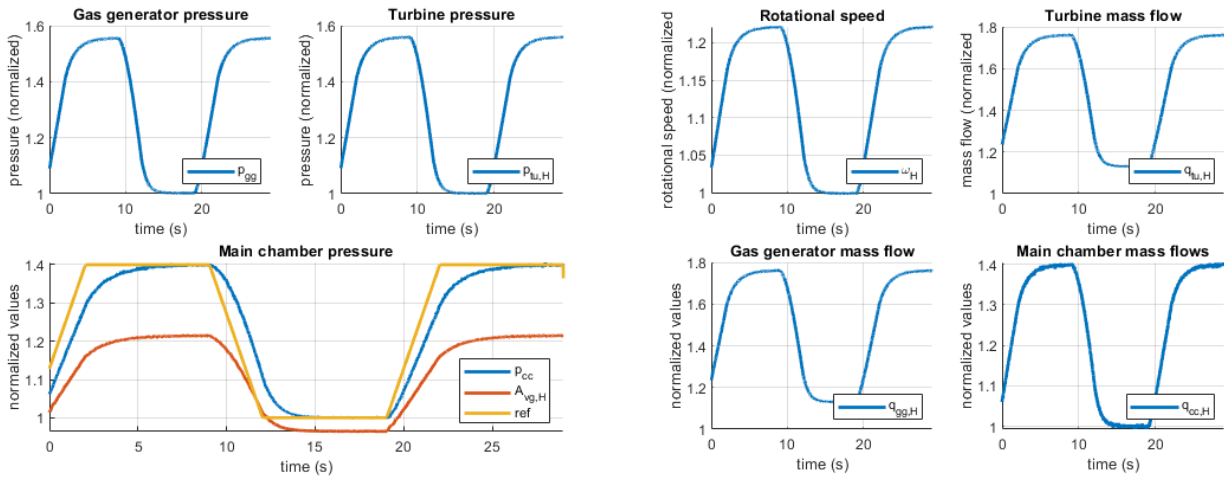 Gas generator pressure
pressure (normalized)
1.6
1.4
1.2
1
0
10
20
time (s)
p_gg
Turbine pressure
pressure (normalized)
1.6
1.4
1.2
1
0
10
20
time (s)
p_tu,H
Rotational speed
rotational speed (normalized
1.2
1.15
1.1
1.05
1
0
10
20
time (s)
ω_H
Turbine mass flow
mass flow (normalized
1.8
1.6
1.4
1.2
1
0
10
20
time (s)
q_tu,H
Main chamber pressure
normalized values
1.4
1.3
1.2
1.1
1
0
5
10
15
20
25
time (s)
p_cc
A_vg,H
ref
Gas generator mass flow
normalized values
1.8
1.6
1.4
1.2
1
0
10
20
time (s)
q_gg,H
Main chamber mass flows
normalized values
1.4
1.3
1.2
1.1
1
0
10
20
time (s)
q_cc,H